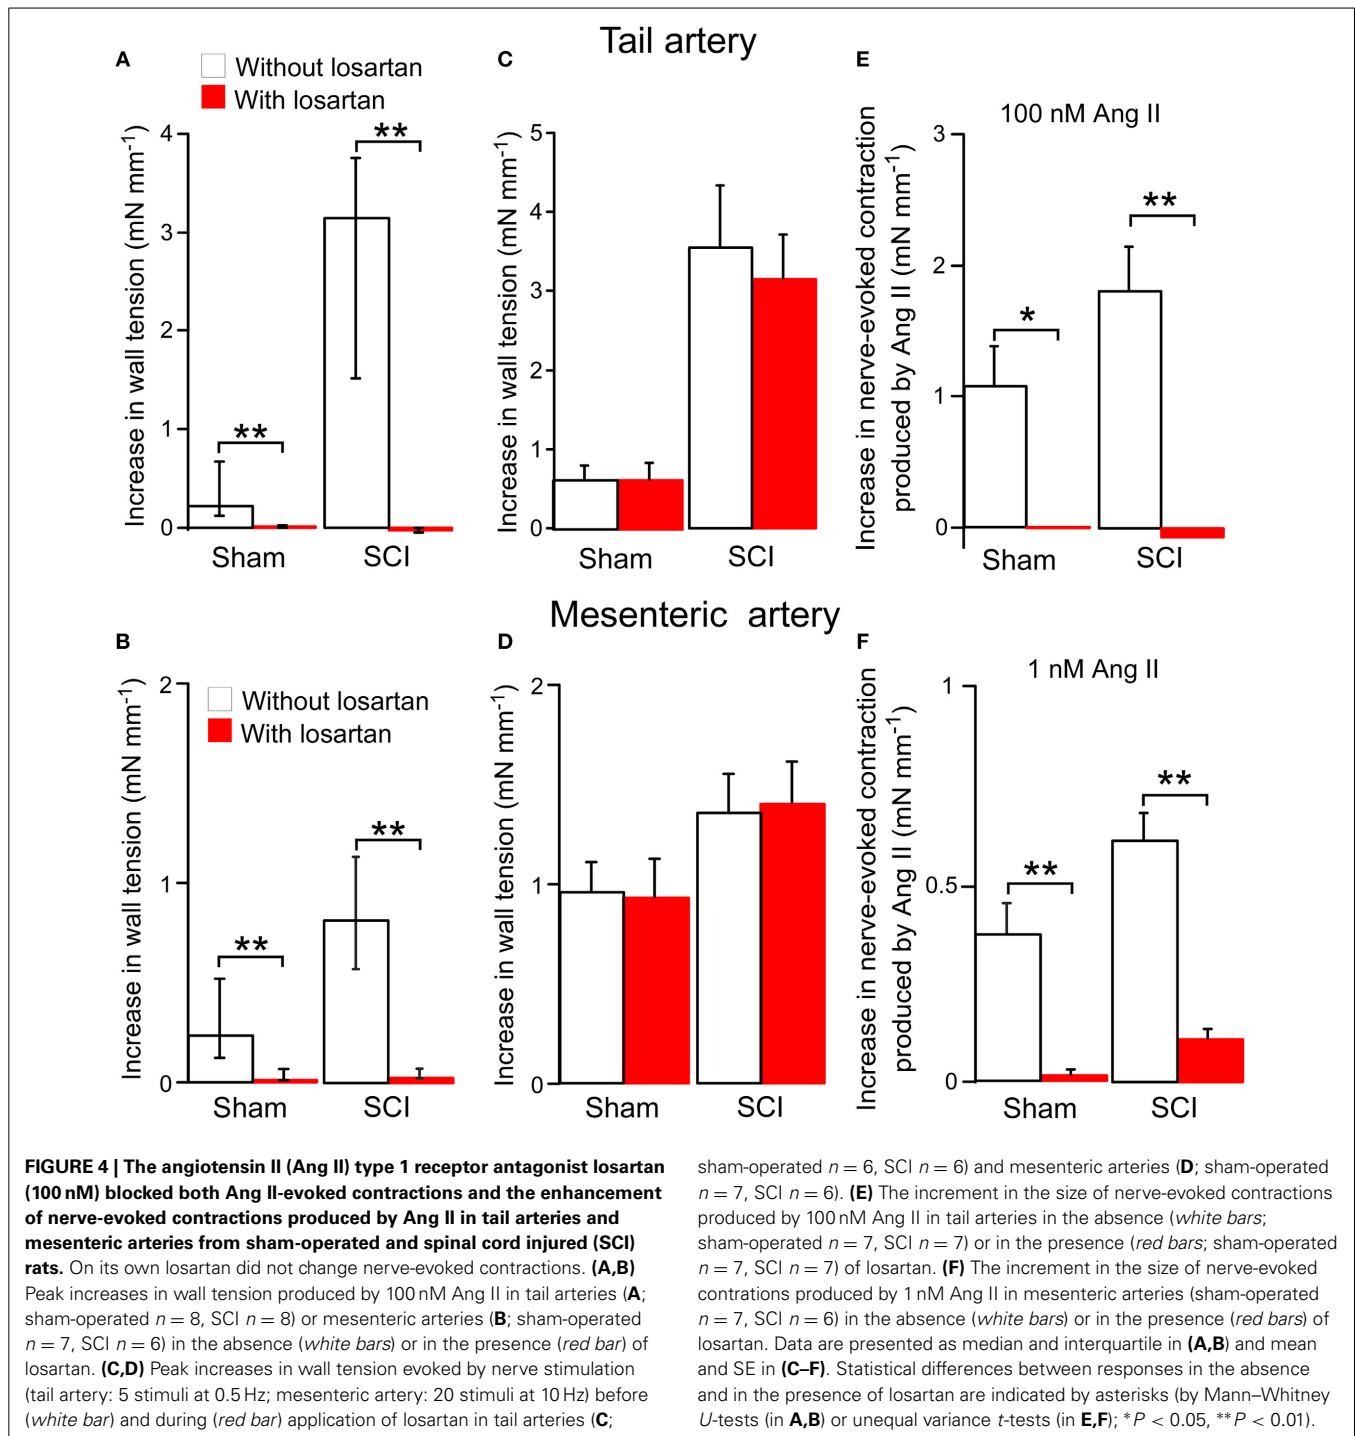 Tail artery
A
Without losartan
With losartan
Increase in wall tension (mN mm-1)
4
3
2
1
0
**
**
Sham
SCI
C
Increase in wall tension (mN mm-1)
5
4
3
2
1
0
Sham
SCI
E
100 nM Ang II
Increase in nerve-evoked contraction
produced by Ang II (mN mm-1)
3
2
1
0
*
**
Sham
SCI
Mesenteric artery
B
Without losartan
With losartan
Increase in wall tension (mN mm-1)
2
1
0
**
**
Sham
SCI
D
Increase in wall tension (mN mm-1)
2
1
0
Sham
SCI
F
1 nM Ang II
Increase in nerve-evoked contraction
produced by Ang II (mN mm-1)
1
0.5
0
**
**
Sham
SCI
FIGURE 4 | The angiotensin II (Ang II) type 1 receptor antagonist losartan
(100 nM) blocked both Ang II-evoked contractions and the enhancement
of nerve-evoked contractions produced by Ang II in tail arteries and
mesenteric arteries from sham-operated and spinal cord injured (SCI)
rats. On its own losartan did not change nerve-evoked contractions. (A,B)
Peak increases in wall tension produced by 100 nM Ang II in tail arteries (A;
sham-operated n = 8, SCI n = 8) or mesenteric arteries (B; sham-operated
n = 7, SCI n = 6) in the absence (white bars) or in the presence (red bar) of
losartan. (C,D) Peak increases in wall tension evoked by nerve stimulation
(tail artery: 5 stimuli at 0.5 Hz; mesenteric artery: 20 stimuli at 10 Hz) before
(white bar) and during (red bar) application of losartan in tail arteries (C;
sham-operated n = 6, SCI n = 6) and mesenteric arteries (D; sham-operated
n = 7, SCI n = 6). (E) The increment in the size of nerve-evoked contractions
produced by 100 nM Ang II in tail arteries in the absence (white bars;
sham-operated n = 7, SCI n = 7) or in the presence (red bars; sham-operated
n = 7, SCI n = 7) of losartan. (F) The increment in the size of nerve-evoked
contrations produced by 1 nM Ang II in mesenteric arteries (sham-operated
n = 7, SCI n = 6) in the absence (white bars) or in the presence (red bars) of
losartan. Data are presented as median and interquartile in (A,B) and mean
and SE in (C–F). Statistical differences between responses in the absence
and in the presence of losartan are indicated by asterisks (by Mann–Whitney
U-tests (in A,B) or unequal variance t-tests (in E,F); *P < 0.05, **P < 0.01).